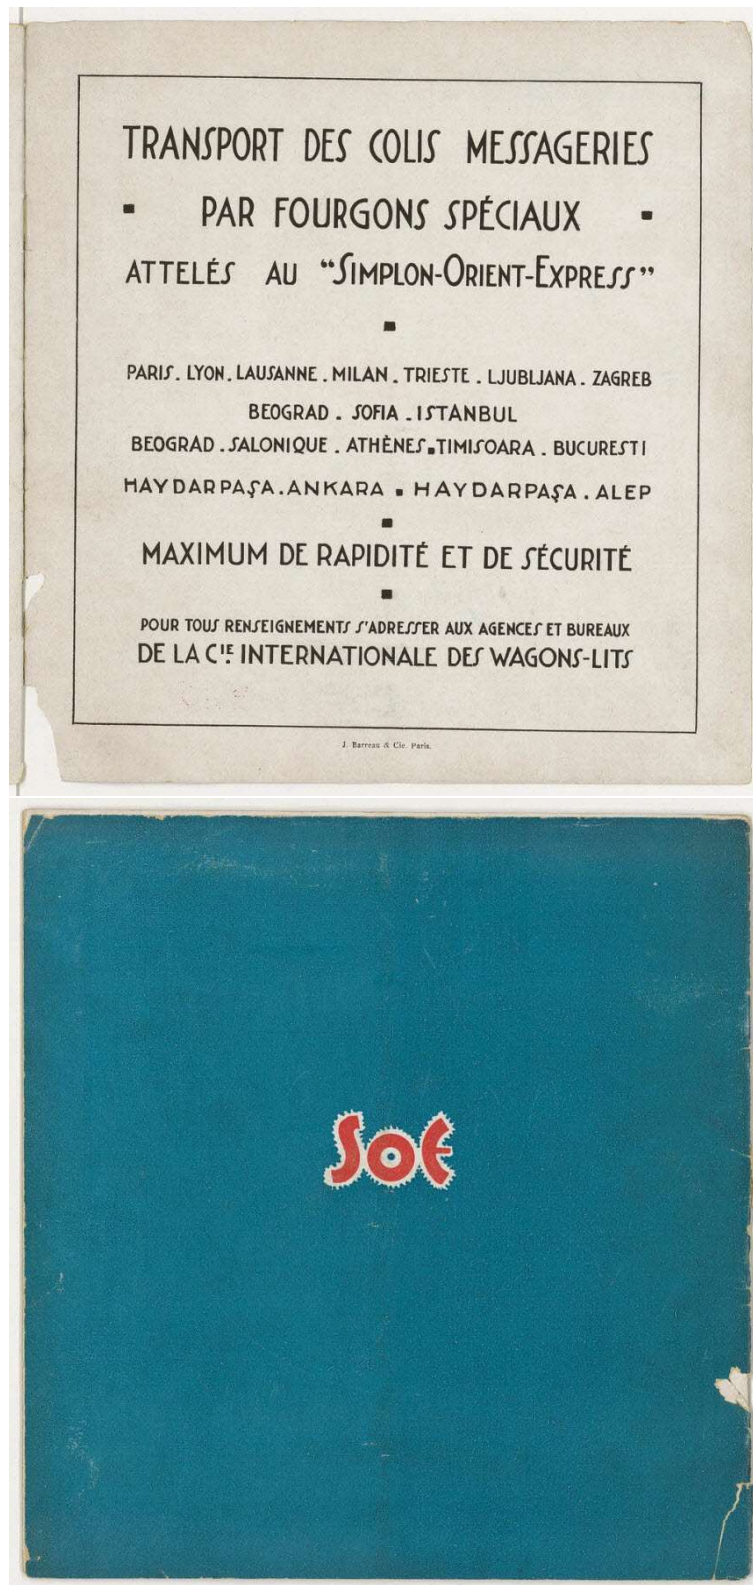 TRANSPORT DES COLIS MESSAGERIES
▪ PAR FOURGONS SPÉCIAUX ▪
ATTELÉS AU “SIMPLON-ORIENT-EXPRESS”
▪
PARIS . LYON . LAUSANNE . MILAN . TRIESTE . LJUBLJANA . ZAGREB
BEOGRAD . SOFIA . ISTANBUL
BEOGRAD . SALONIQUE . ATHÈNES ▪ TIMISOARA . BUCURESTI
HAYDARPAŞA . ANKARA ▪ HAYDARPAŞA . ALEP
▪
MAXIMUM DE RAPIDITÉ ET DE SÉCURITÉ
▪
POUR TOUS RENSEIGNEMENTS S'ADRESSER AUX AGENCES ET BUREAUX
DE LA CIE INTERNATIONALE DES WAGONS-LITS
J. Barreau & Cie. Paris.
SOE